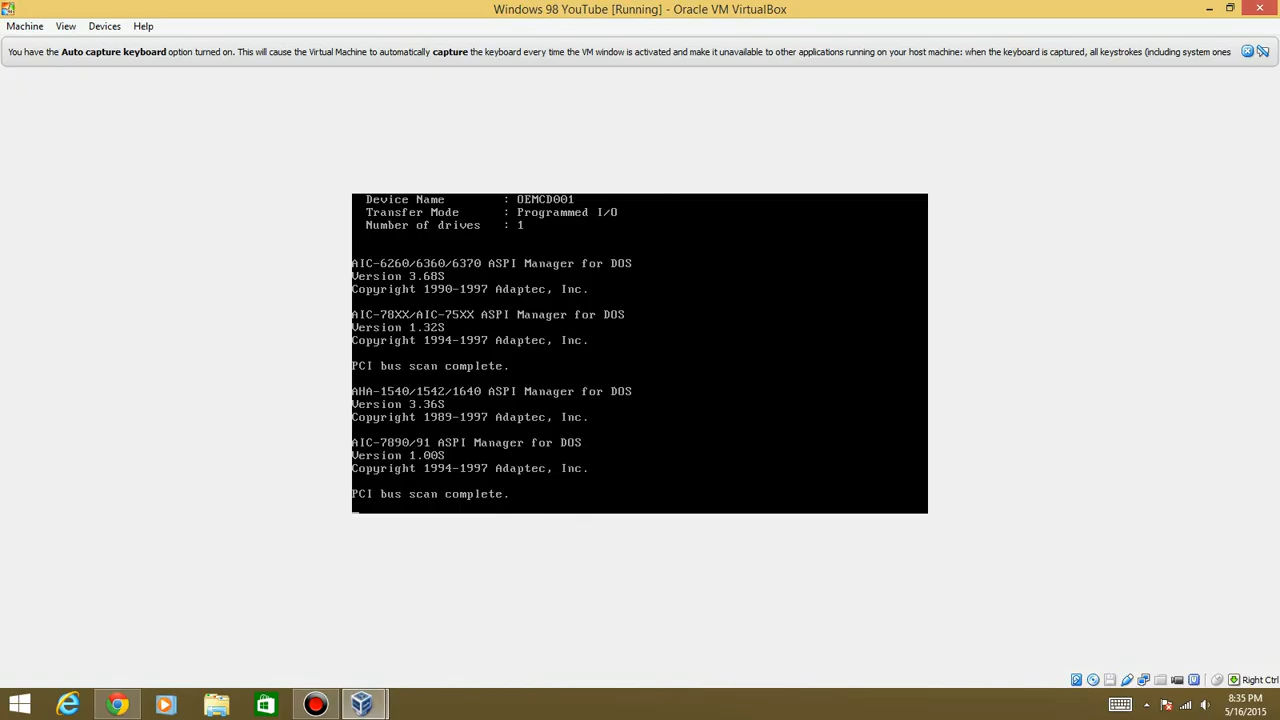 Windows 98 YouTube [Running] - Oracle VM VirtualBox
Machine View Devices Help
You have the Auto capture keyboard option turned on. This will cause the Virtual Machine to automatically capture the keyboard every time the VM window is activated and make it unavailable to other applications running on your host machine: when the keyboard is captured, all keystrokes (including system ones
Device Name : OEMCD001
Transfer Mode : Programmed I/O
Number of drives : 1
AIC-6260/6360/6370 ASPI Manager for DOS
Version 3.68S
Copyright 1990-1997 Adaptec, Inc.
AIC-78XX/AIC-75XX ASPI Manager for DOS
Version 1.32S
Copyright 1994-1997 Adaptec, Inc.
PCI bus scan complete.
AHA-1540/1542/1640 ASPI Manager for DOS
Version 3.36S
Copyright 1989-1997 Adaptec, Inc.
AIC-7890/91 ASPI Manager for DOS
Version 1.00S
Copyright 1994-1997 Adaptec, Inc.
PCI bus scan complete.
Right Ctrl
8:35 PM
5/16/2015